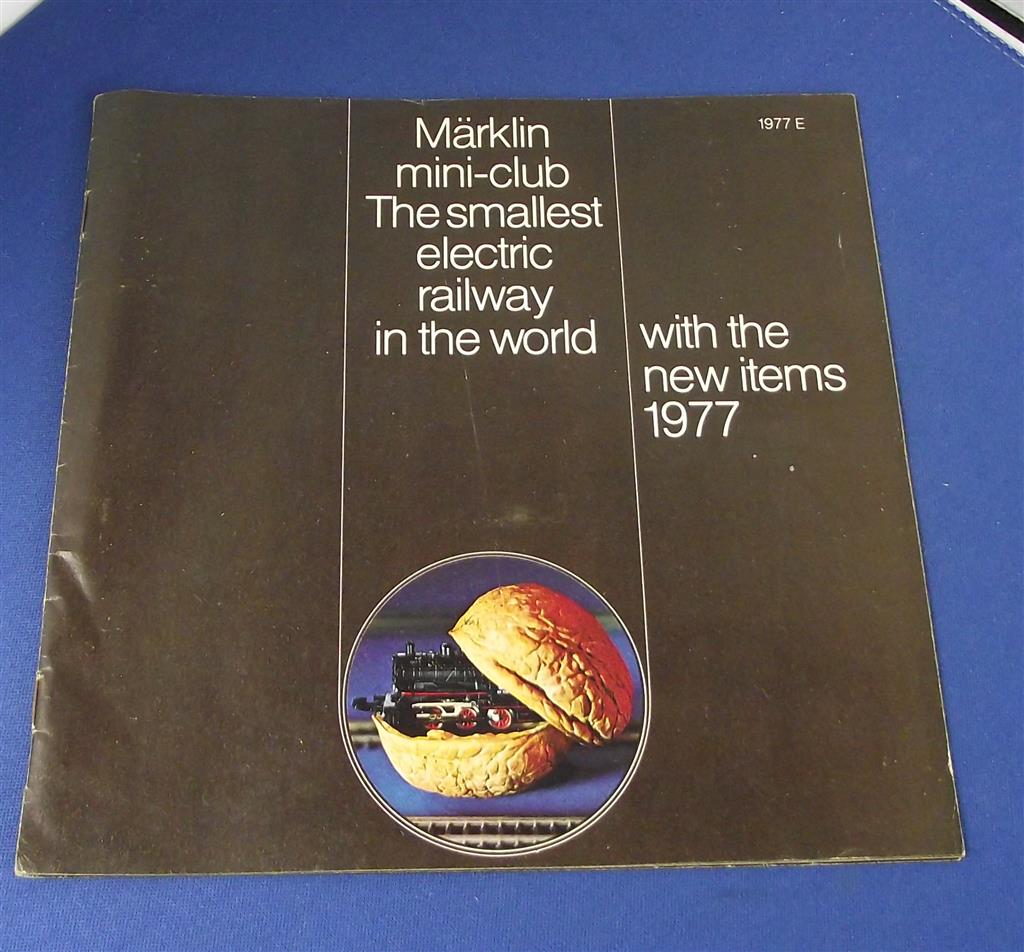 1977 E
Märklin
mini-club
The smallest
electric
railway
in the world
with the
new items
1977